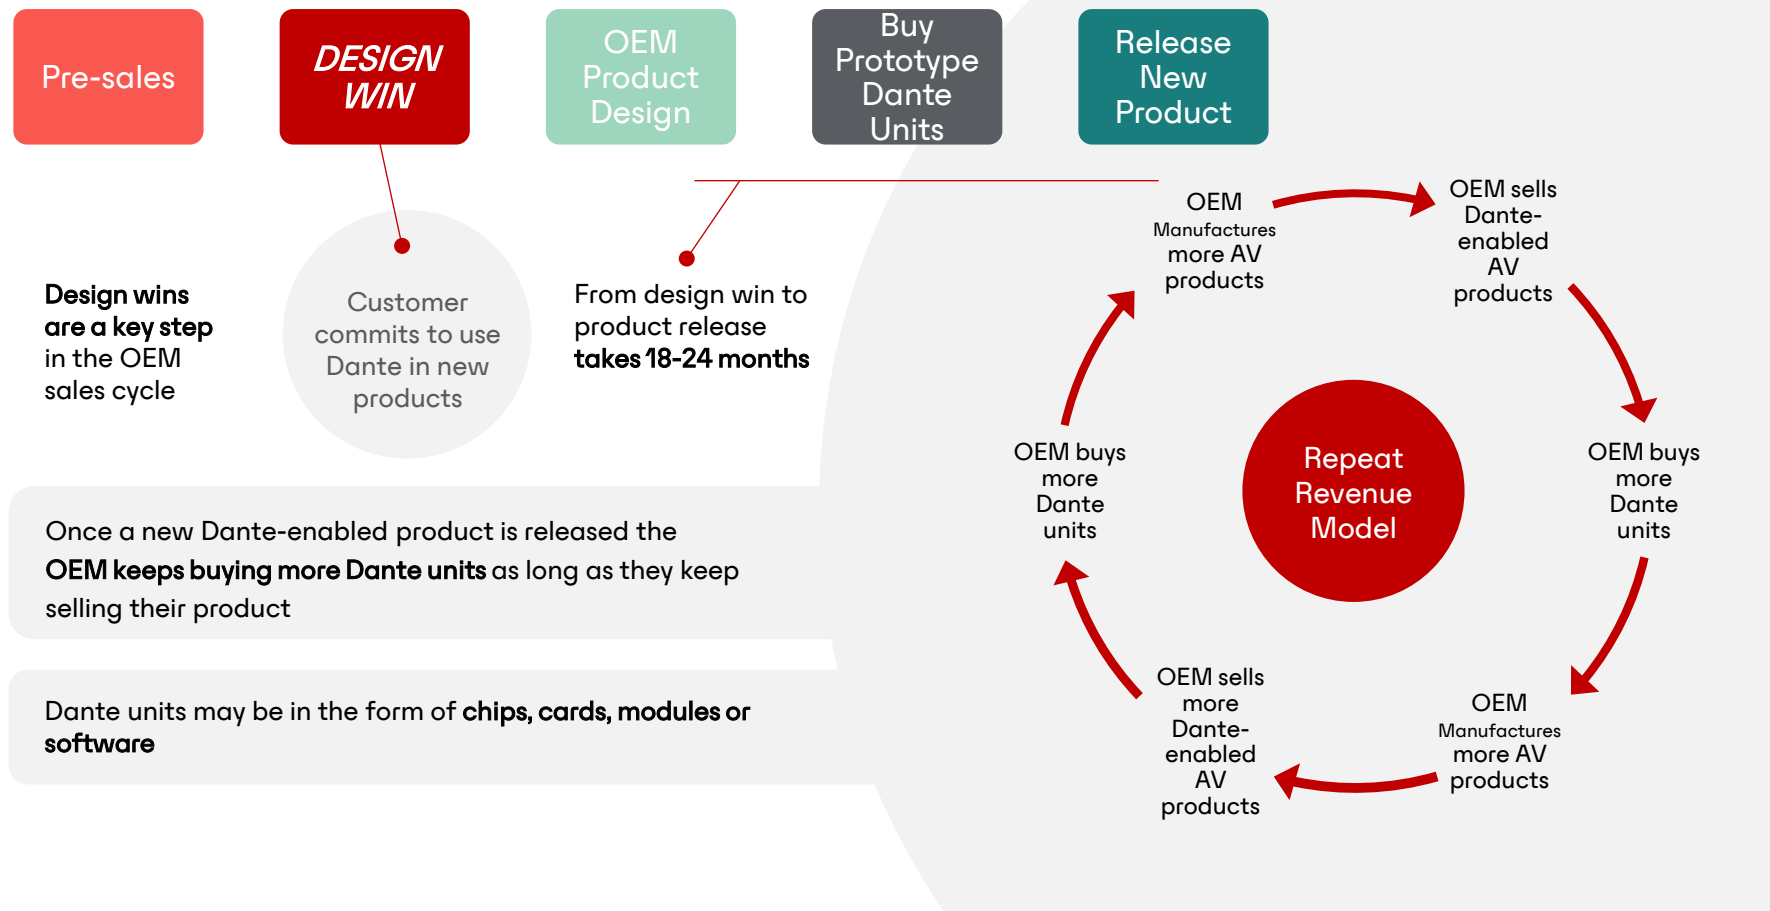 Pre-sales
DESIGN
WIN
OEM
Product
Design
Buy
Prototype
Dante
Units
Release
New
Product
Design wins
are a key step
in the OEM
sales cycle
Customer
commits to use
Dante in new
products
From design win to
product release
takes 18-24 months
Once a new Dante-enabled product is released the
OEM keeps buying more Dante units as long as they keep
selling their product
Dante units may be in the form of chips, cards, modules or
software
OEM
Manufactures
more AV
products
OEM sells
Dante-
enabled
AV
products
OEM buys
more
Dante
units
OEM
Manufactures
more AV
products
OEM sells
more
Dante-
enabled
AV
products
OEM buys
more
Dante
units
Repeat
Revenue
Model